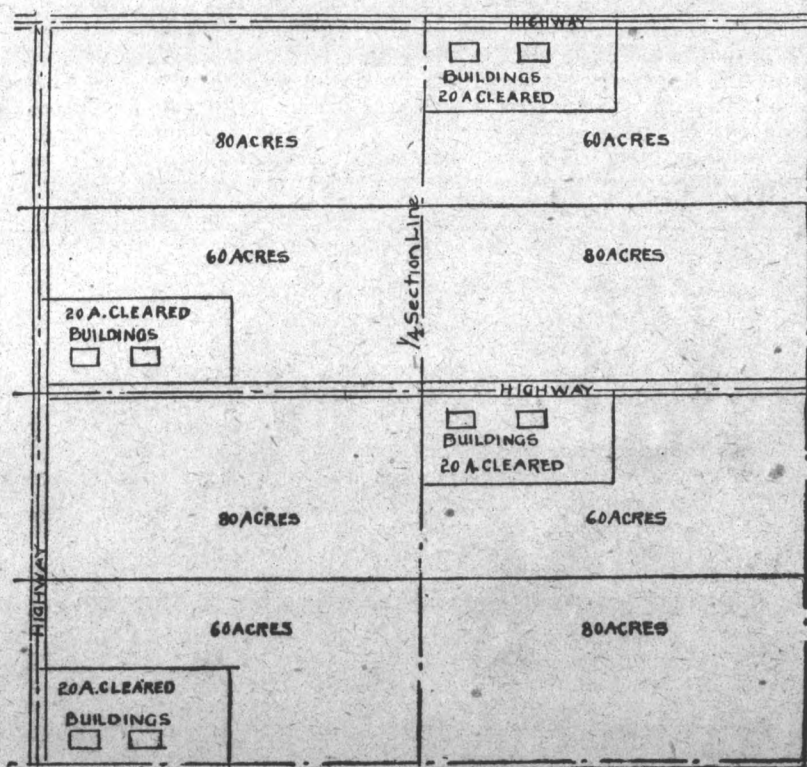 HIGHWAY
BUILDINGS
20 A CLEARED
80 ACRES
60 ACRES
1/4 Section Line
60 ACRES
80 ACRES
20 A. CLEARED
BUILDINGS
HIGHWAY
BUILDINGS
20 A. CLEARED
80 ACRES
60 ACRES
HIGHWAY
60 ACRES
80 ACRES
20 A. CLEARED
BUILDINGS